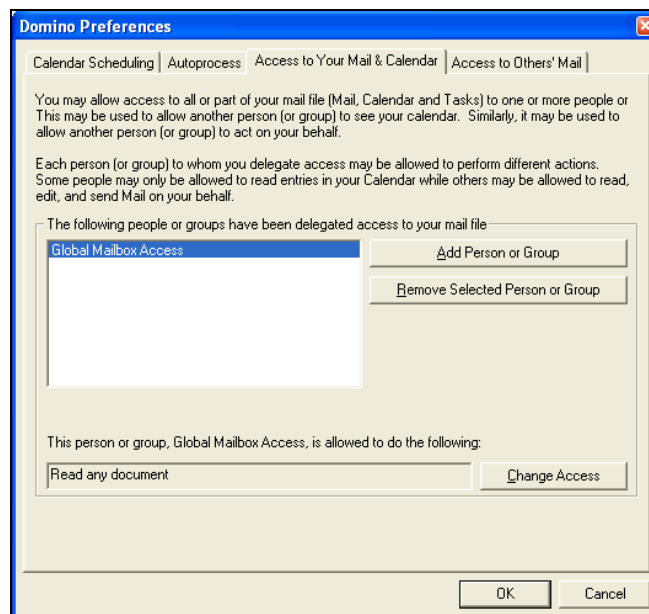 Domino Preferences
Calendar Scheduling Autoprocess Access to Your Mail & Calendar Access to Others' Mail
You may allow access to all or part of your mail file (Mail, Calendar and Tasks) to one or more people or
This may be used to allow another person (or group) to see your calendar. Similarly, it may be used to
allow another person (or group) to act on your behalf.
Each person (or group) to whom you delegate access may be allowed to perform different actions.
Some people may only be allowed to read entries in your Calendar while others may be allowed to read,
edit, and send Mail on your behalf.
The following people or groups have been delegated access to your mail file
Global Mailbox Access
Add Person or Group
Remove Selected Person or Group
This person or group, Global Mailbox Access, is allowed to do the following:
Read any document
Change Access
OK
Cancel